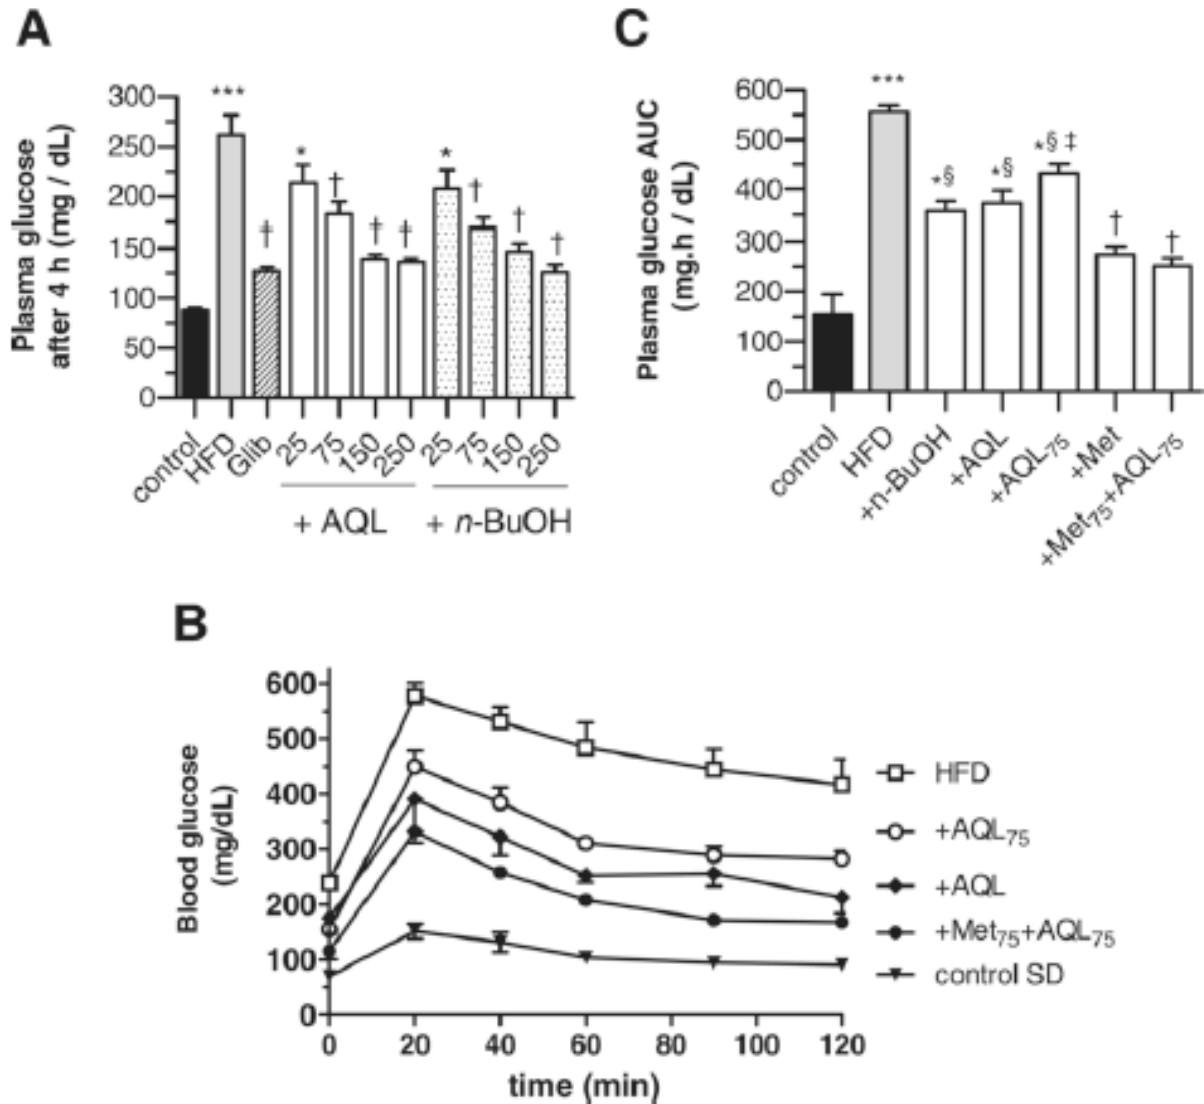 A
Plasma glucose
after 4 h (mg / dL)
300
250
200
150
100
50
0
***
‡
*
†
‡
‡
*
†
†
†
control
HFD
Glib
25
75
150
250
25
75
150
250
+ AQL
+ n-BuOH
C
Plasma glucose AUC
(mg.h / dL)
600
500
400
300
200
100
0
***
*§
*§
*§ ‡
†
†
control
HFD
+n-BuOH
+AQL
+AQL75
+Met
+Met75+AQL75
B
Blood glucose
(mg/dL)
600
500
400
300
200
100
0
0 20 40 60 80 100 120
time (min)
HFD
+AQL75
+AQL
+Met75+AQL75
control SD